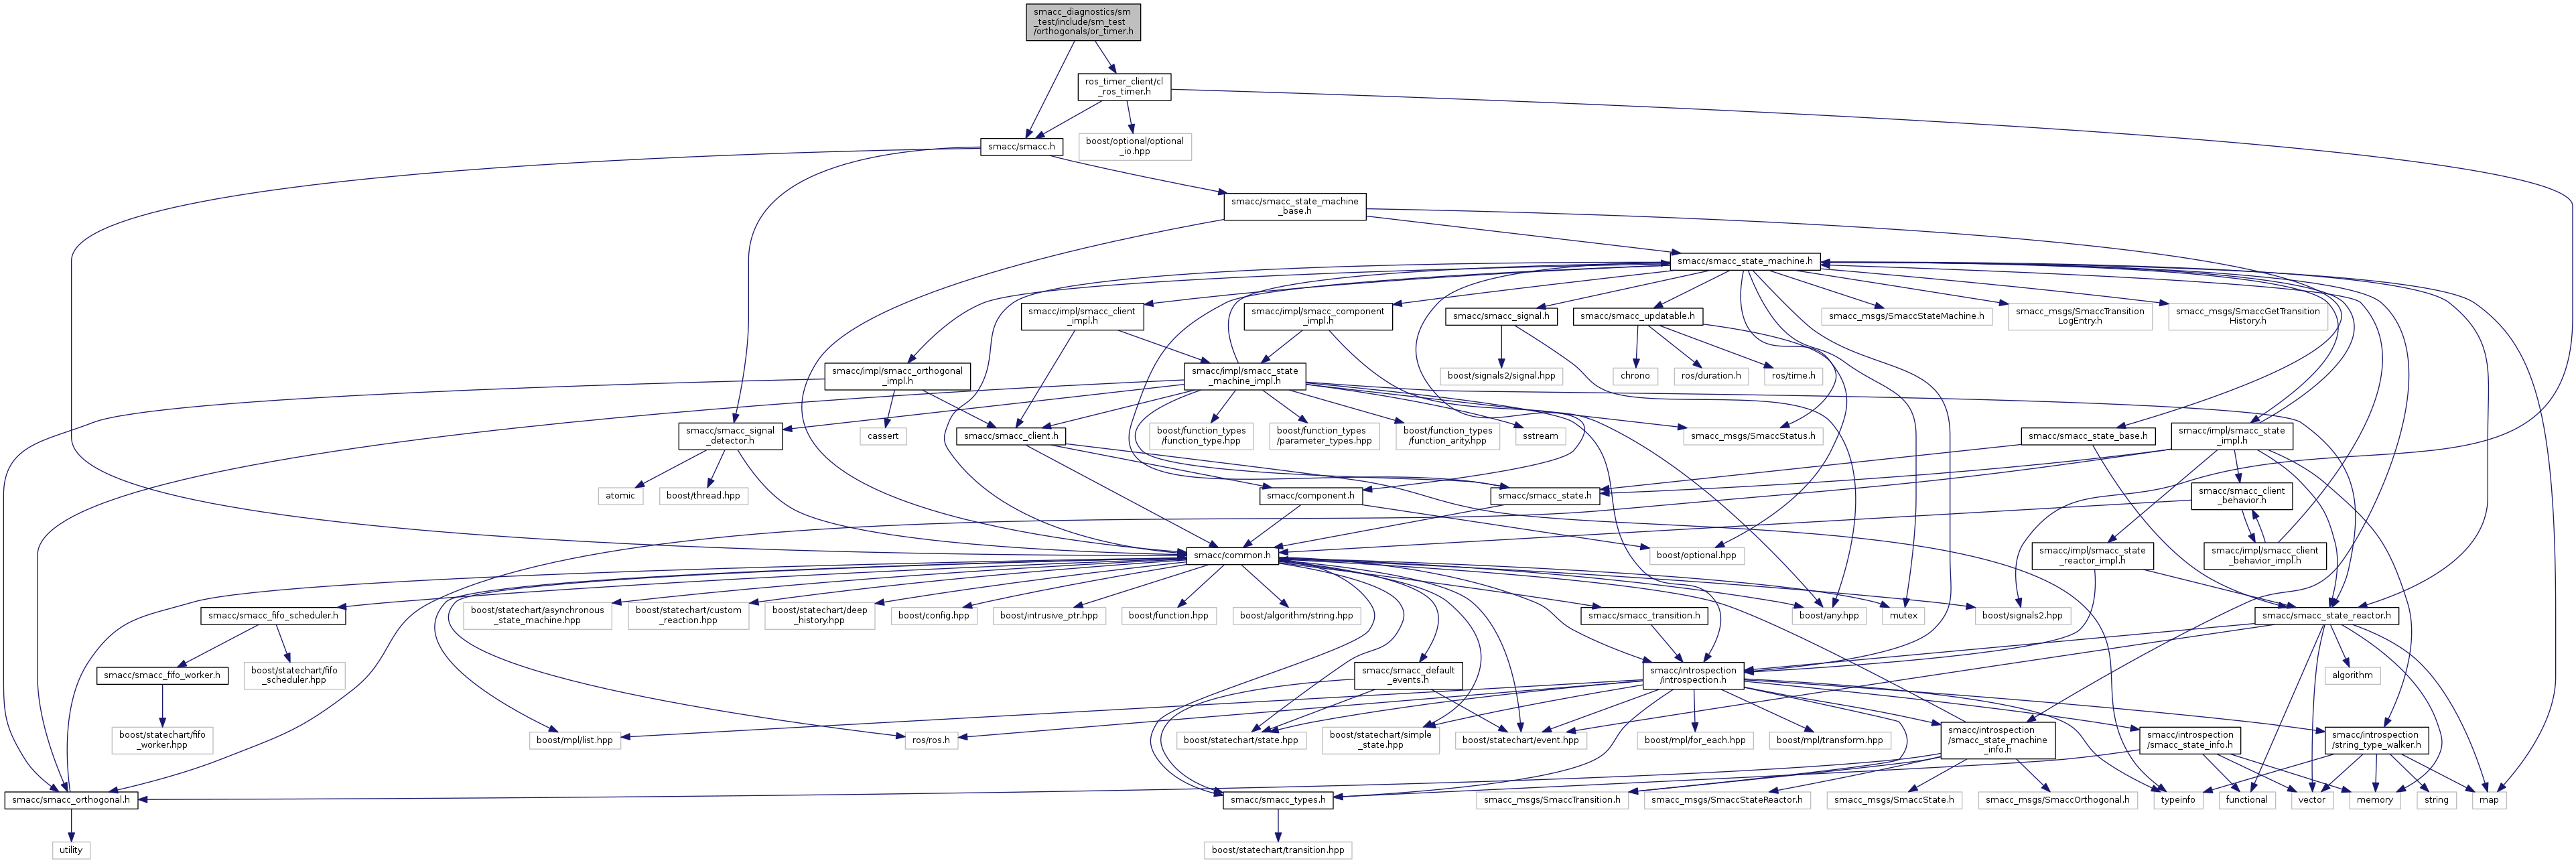 smacc_diagnostics/sm
_test/include/sm_test
/orthogonals/or_timer.h
ros_timer_client/cl
_ros_timer.h
smacc/smacc.h
boost/optional/optional
_io.hpp
smacc/smacc_state_machine
_base.h
smacc/smacc_state_machine.h
smacc/impl/smacc_client
_impl.h
smacc/impl/smacc_component
_impl.h
smacc/smacc_signal.h
smacc/smacc_updatable.h
smacc_msgs/SmaccStateMachine.h
smacc_msgs/SmaccTransition
LogEntry.h
smacc_msgs/SmaccGetTransition
History.h
smacc/impl/smacc_orthogonal
_impl.h
smacc/impl/smacc_state
_machine_impl.h
boost/signals2/signal.hpp
chrono
ros/duration.h
ros/time.h
smacc/smacc_signal
_detector.h
cassert
smacc/smacc_client.h
boost/function_types
/function_type.hpp
boost/function_types
/parameter_types.hpp
boost/function_types
/function_arity.hpp
sstream
smacc_msgs/SmaccStatus.h
smacc/smacc_state_base.h
smacc/impl/smacc_state
_impl.h
atomic
boost/thread.hpp
smacc/component.h
smacc/smacc_state.h
smacc/smacc_client
_behavior.h
smacc/common.h
boost/optional.hpp
smacc/impl/smacc_state
_reactor_impl.h
smacc/impl/smacc_client
_behavior_impl.h
smacc/smacc_fifo_scheduler.h
boost/statechart/asynchronous
_state_machine.hpp
boost/statechart/custom
_reaction.hpp
boost/statechart/deep
_history.hpp
boost/config.hpp
boost/intrusive_ptr.hpp
boost/function.hpp
boost/algorithm/string.hpp
smacc/smacc_transition.h
boost/any.hpp
mutex
boost/signals2.hpp
smacc/smacc_state_reactor.h
smacc/smacc_fifo_worker.h
boost/statechart/fifo
_scheduler.hpp
smacc/smacc_default
_events.h
smacc/introspection
/introspection.h
algorithm
boost/statechart/fifo
_worker.hpp
boost/mpl/list.hpp
ros/ros.h
boost/statechart/state.hpp
boost/statechart/simple
_state.hpp
boost/statechart/event.hpp
boost/mpl/for_each.hpp
boost/mpl/transform.hpp
smacc/introspection
/smacc_state_machine
_info.h
smacc/introspection
/smacc_state_info.h
smacc/introspection
/string_type_walker.h
smacc/smacc_orthogonal.h
smacc/smacc_types.h
smacc_msgs/SmaccTransition.h
smacc_msgs/SmaccStateReactor.h
smacc_msgs/SmaccState.h
smacc_msgs/SmaccOrthogonal.h
typeinfo
functional
vector
memory
string
map
utility
boost/statechart/transition.hpp